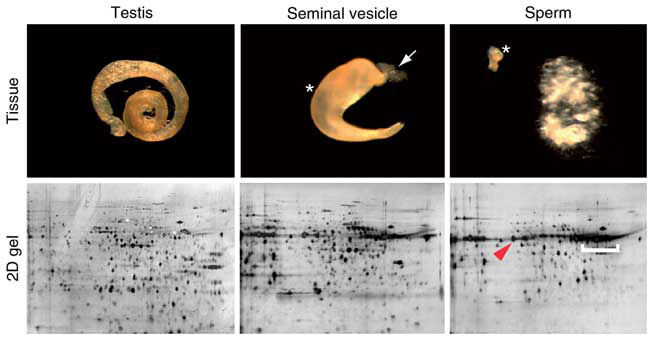 Testis Seminal vesicle Sperm
Tissue
*
*
2D gel